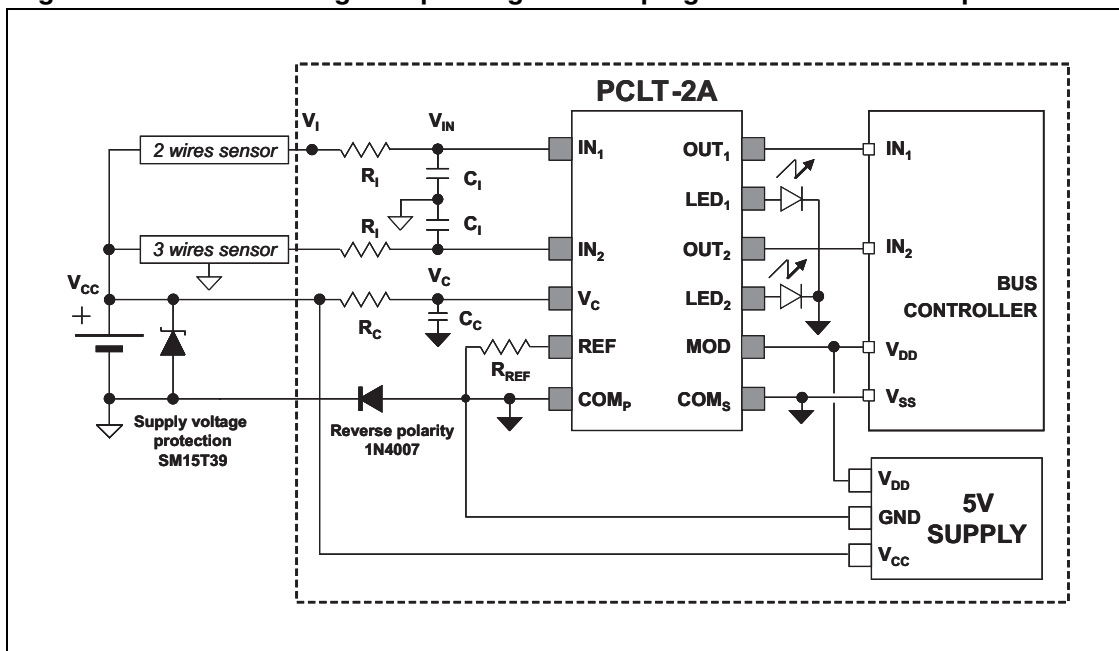 PCLT-2A
V_I
V_IN
2 wires sensor
R_I
C_I
IN_1
OUT_1
IN_1
LED_1
C_I
3 wires sensor
R_I
IN_2
OUT_2
IN_2
V_CC
V_C
+
R_C
C_C
V_C
LED_2
BUS
CONTROLLER
R_REF
REF
MOD
V_DD
COM_P
COM_S
V_SS
Supply voltage
protection
SM15T39
Reverse polarity
1N4007
V_DD
GND
V_CC
5V
SUPPLY